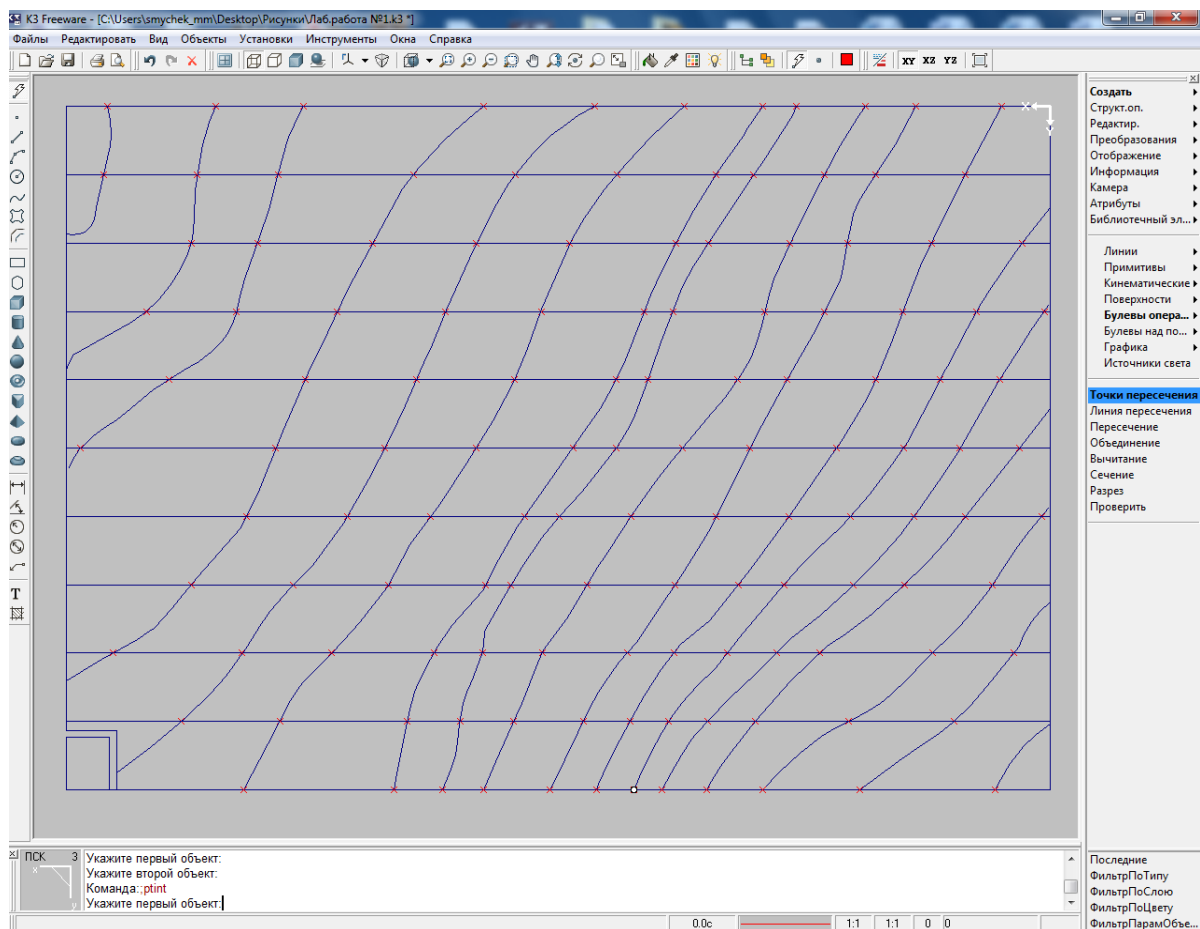 K3 Freeware - [C:\Users\smychek_mm\Desktop\Рисунки\Лаб.работа №1.k3 *]
Файлы Редактировать Вид Объекты Установки Инструменты Окна Справка
XY XZ YZ
T
x
Создать
Структ.оп.
Редактир.
Преобразования
Отображение
Информация
Камера
Атрибуты
Библиотечный эл...
Линии
Примитивы
Кинематические
Поверхности
Булевы опера...
Булевы над по...
Графика
Источники света
Точки пересечения
Линия пересечения
Пересечение
Объединение
Вычитание
Сечение
Разрез
Проверить
ПСК 3
x
y
Укажите первый объект:
Укажите второй объект:
Команда:;ptint
Укажите первый объект:
Последние
ФильтрПоТипу
ФильтрПоСлою
ФильтрПоЦвету
ФильтрПарамОбъе...
0.0c 1:1 1:1 0 0